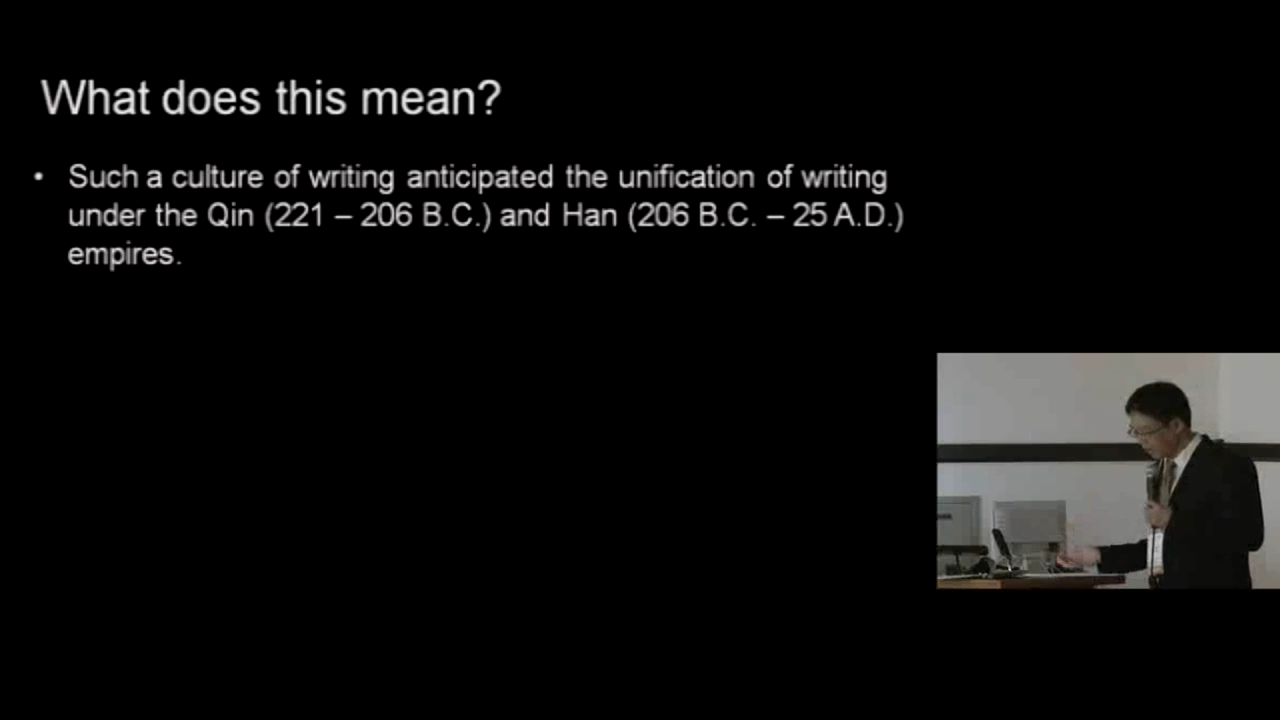 What does this mean?
• Such a culture of writing anticipated the unification of writing
under the Qin (221 – 206 B.C.) and Han (206 B.C. – 25 A.D.)
empires.